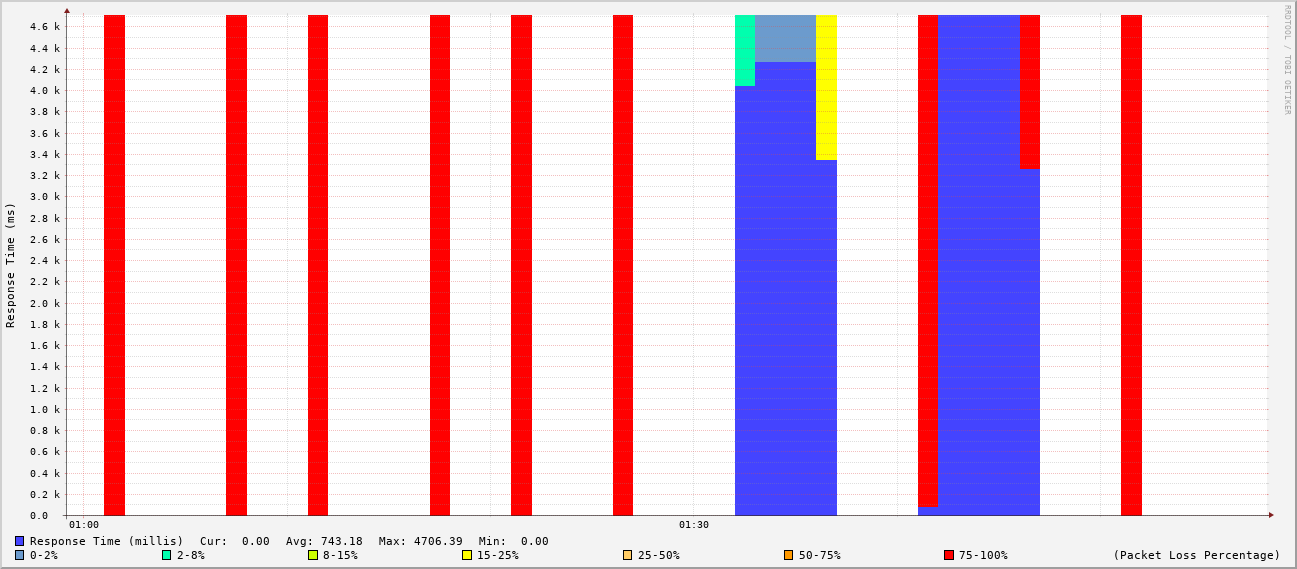 RRDTOOL / TOBI OETIKER
Response Time (ms)
4.6 k
4.4 k
4.2 k
4.0 k
3.8 k
3.6 k
3.4 k
3.2 k
3.0 k
2.8 k
2.6 k
2.4 k
2.2 k
2.0 k
1.8 k
1.6 k
1.4 k
1.2 k
1.0 k
0.8 k
0.6 k
0.4 k
0.2 k
0.0
01:00 01:30
Response Time (millis) Cur: 0.00 Avg: 743.18 Max: 4706.39 Min: 0.00
0-2% 2-8% 8-15% 15-25% 25-50% 50-75% 75-100% (Packet Loss Percentage)